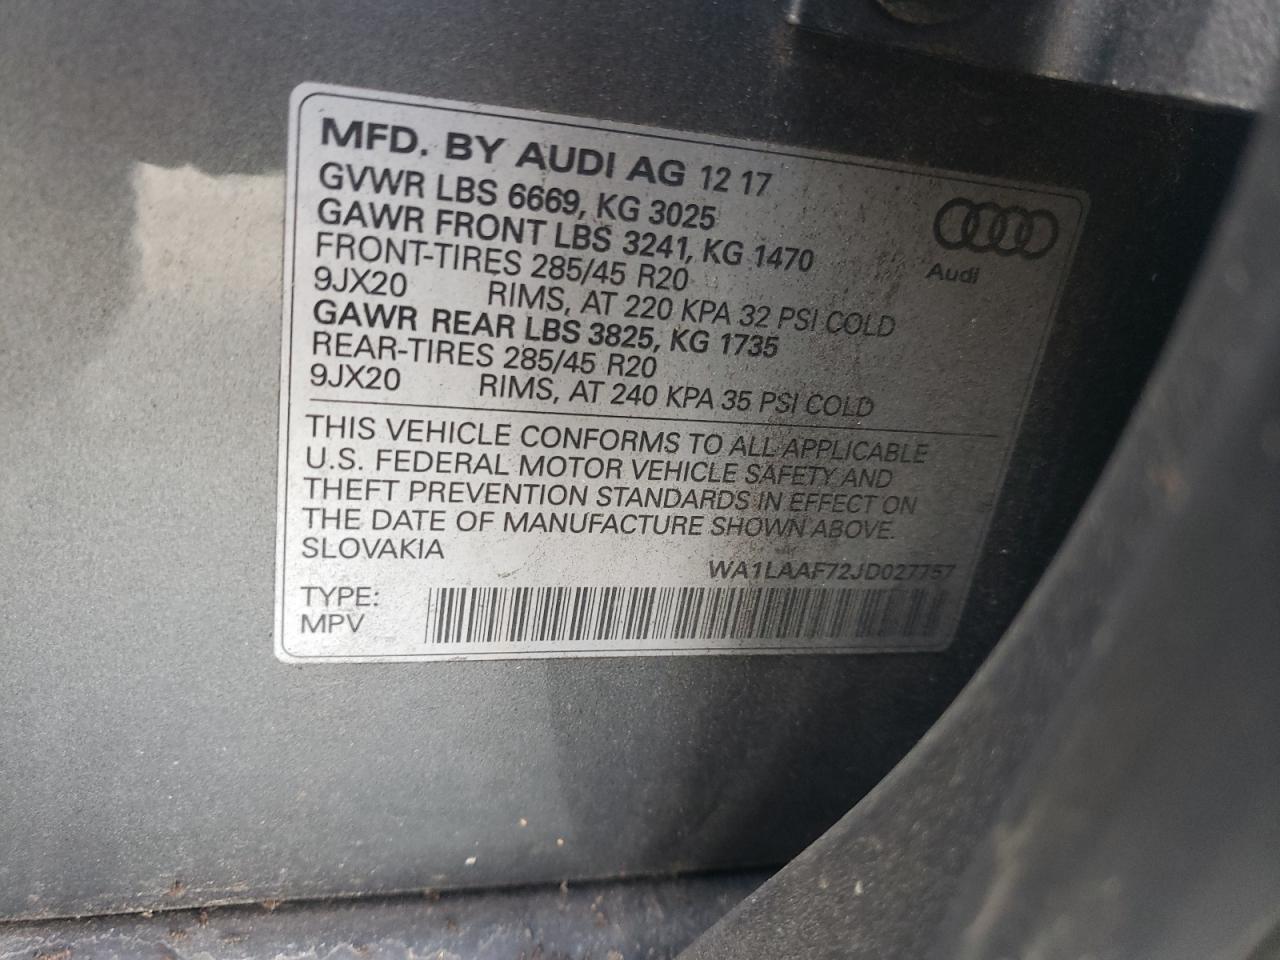 MFD. BY AUDI AG 12 17
GVWR LBS 6669, KG 3025
GAWR FRONT LBS 3241, KG 1470
FRONT-TIRES 285/45 R20
9JX20 RIMS, AT 220 KPA 32 PSI COLD
GAWR REAR LBS 3825, KG 1735
REAR-TIRES 285/45 R20
9JX20 RIMS, AT 240 KPA 35 PSI COLD
Audi
THIS VEHICLE CONFORMS TO ALL APPLICABLE
U.S. FEDERAL MOTOR VEHICLE SAFETY AND
THEFT PREVENTION STANDARDS IN EFFECT ON
THE DATE OF MANUFACTURE SHOWN ABOVE.
SLOVAKIA
WA1LAAF72JD027757
TYPE:
MPV